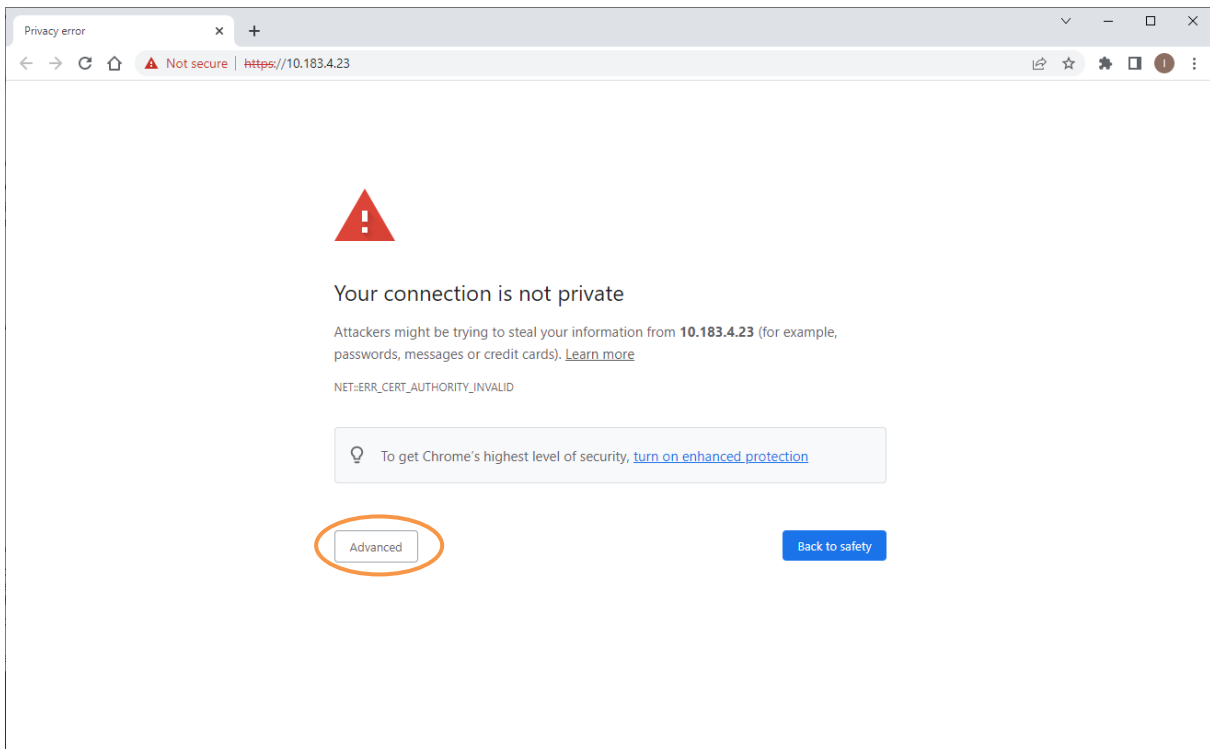 Privacy error
Not secure | https://10.183.4.23
I
Your connection is not private
Attackers might be trying to steal your information from 10.183.4.23 (for example,
passwords, messages or credit cards). Learn more
NET::ERR_CERT_AUTHORITY_INVALID
To get Chrome's highest level of security, turn on enhanced protection
Advanced
Back to safety